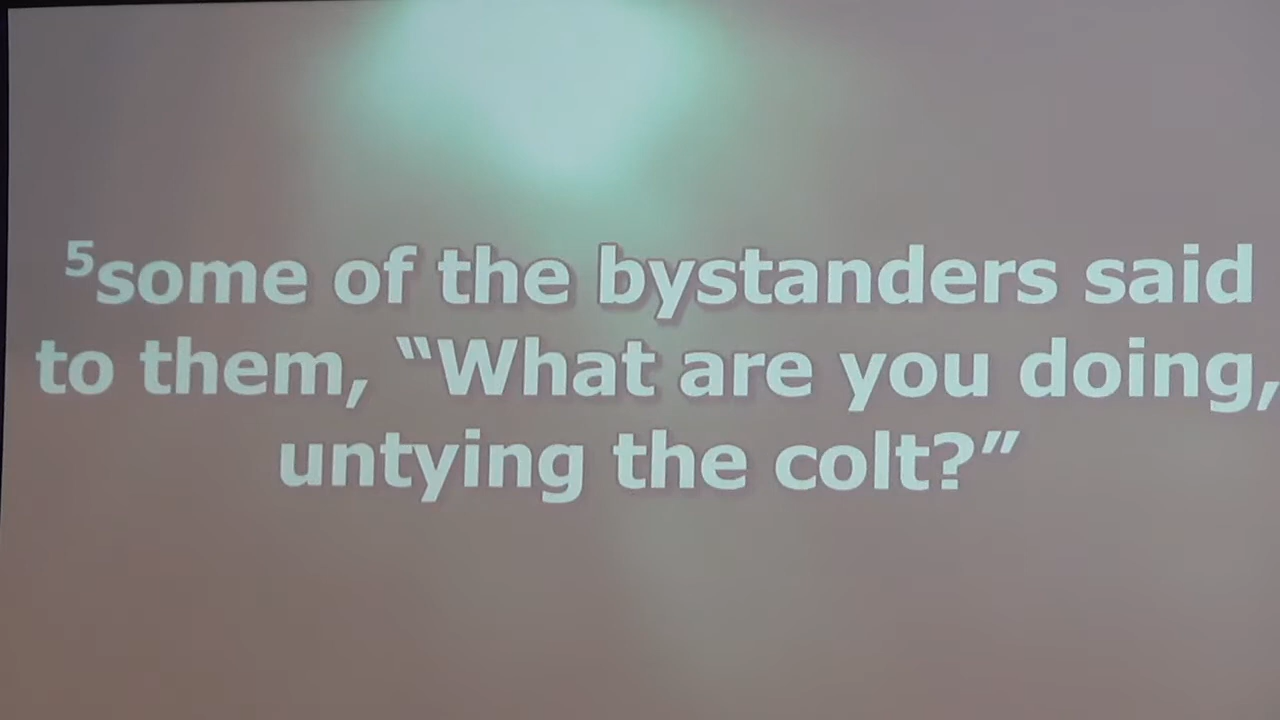 ⁵some of the bystanders said
to them, “What are you doing,
untying the colt?”